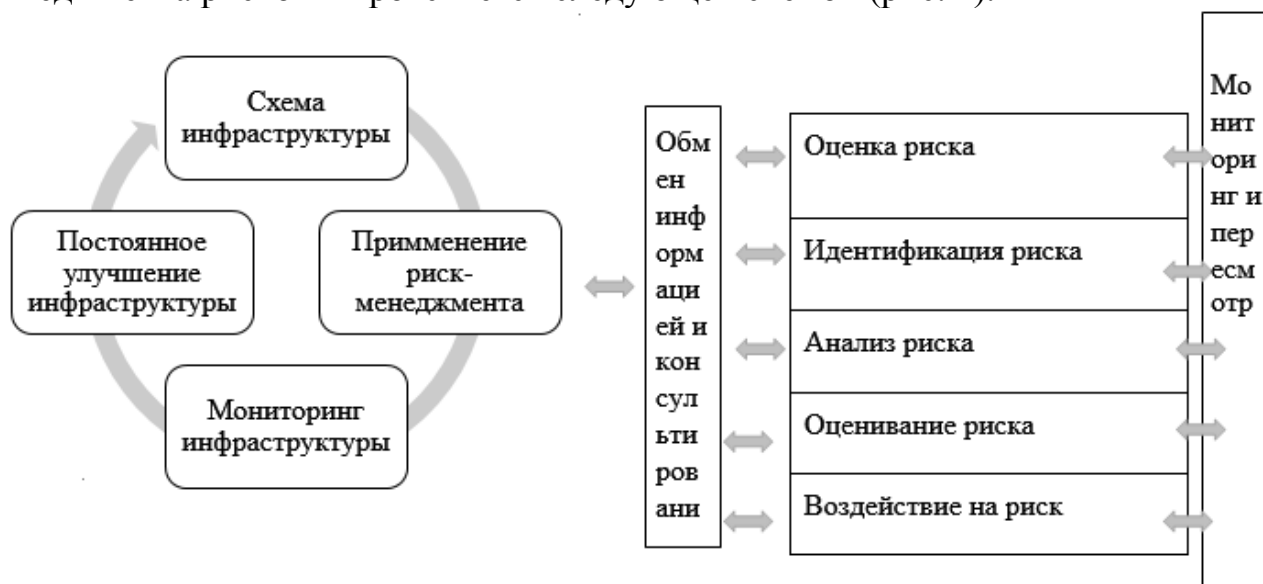 Схема
инфраструктуры
Постоянное
улучшение
инфраструктуры
Примменение
риск-
менеджмента
Мониторинг
инфраструктуры
Обм
ен
инф
орм
аци
ей и
кон
сул
ьти
ров
ани
Оценка риска
Идентификация риска
Анализ риска
Оценивание риска
Воздействие на риск
Мо
нит
ори
нг и
пер
есм
отр